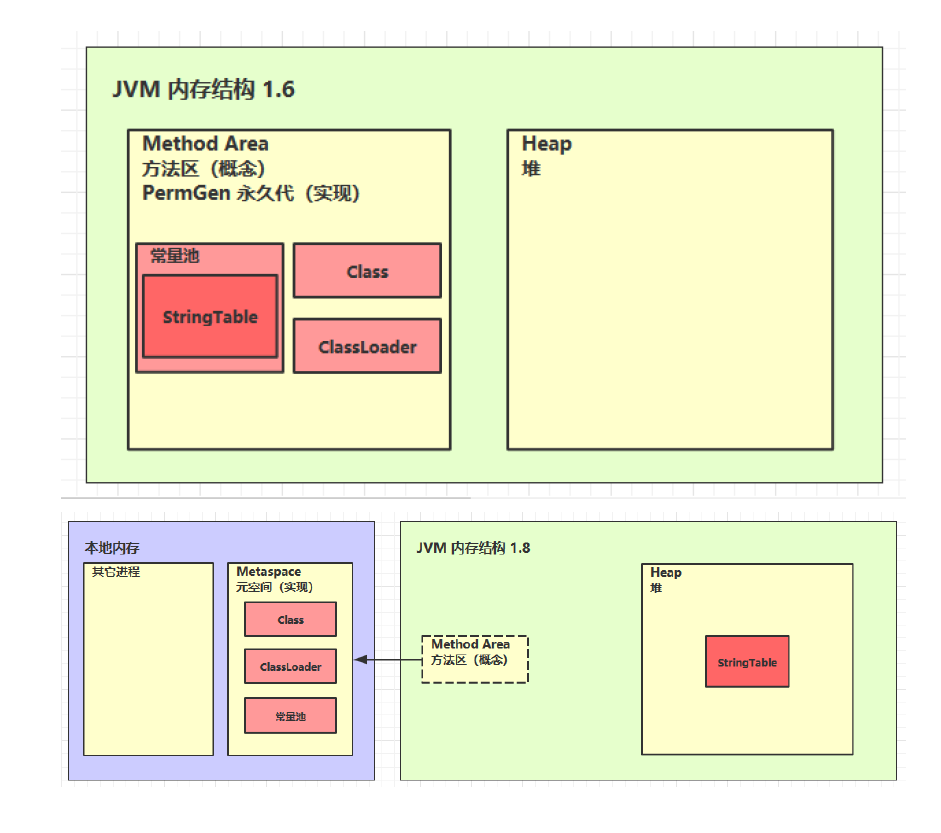 JVM 内存结构 1.6
Method Area
方法区（概念）
PermGen 永久代（实现）
常量池
StringTable
Class
ClassLoader
Heap
堆
本地内存
其它进程
Metaspace
元空间（实现）
Class
ClassLoader
常量池
JVM 内存结构 1.8
Method Area
方法区（概念）
Heap
堆
StringTable